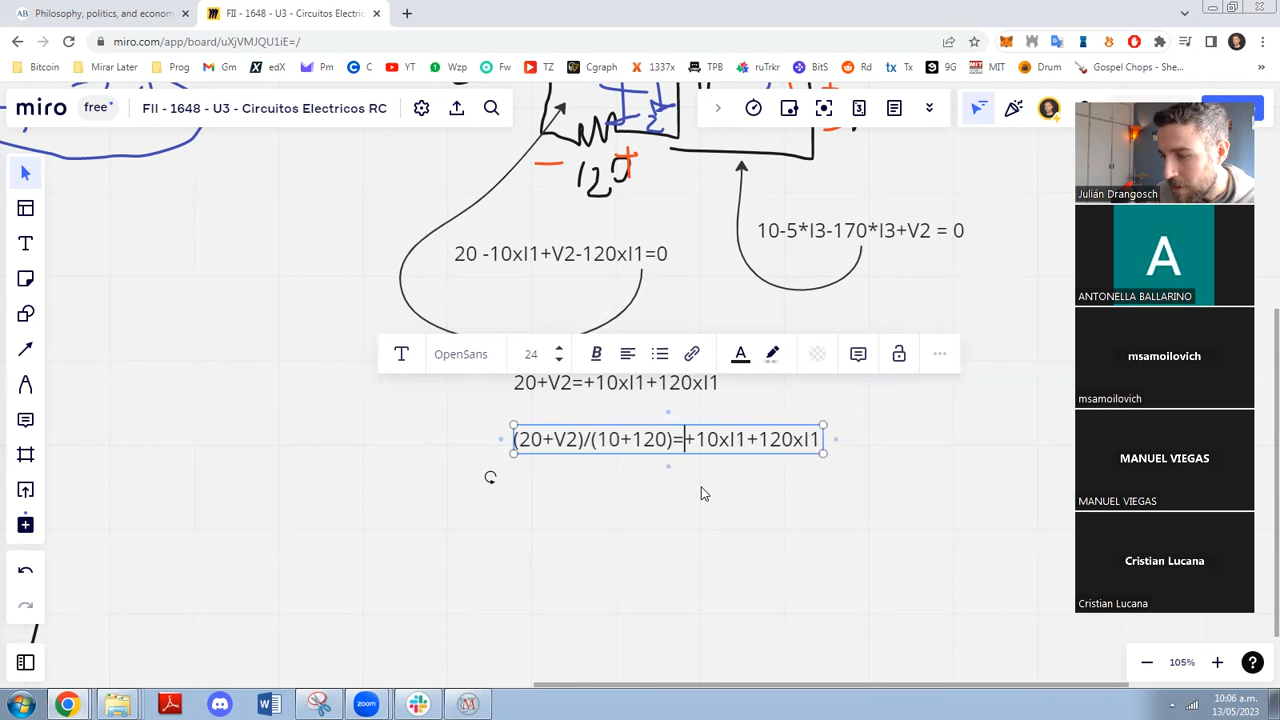 Philosophy, politics, and econom
FII - 1648 - U3 - Circuitos Electric
miro.com/app/board/uXjVMJQU1iE=/
Bitcoin
Mirar Later
Prog
Gm
edX
Pm
C
YT
Wz
Fw
TZ
Cgraph
1337x
TPB
ruTrkr
BitS
Rd
Tx
9G
MIT
Drum
Gospel Chops - She...
miro
free
FII - 1648 - U3 - Circuitos Electricos RC
120
20 -10xI1+V2-120xI1=0
10-5*I3-170*I3+V2 = 0
OpenSans
24
20+V2=+10xI1+120xI1
(20+V2)/(10+120)=+10xI1+120xI1
Julián Drangosch
A
ANTONELLA BALLARINO
msamoilovich
msamoilovich
MANUEL VIEGAS
MANUEL VIEGAS
Cristian Lucana
Cristian Lucana
105%
zoom
10:06 a.m.
13/05/2023